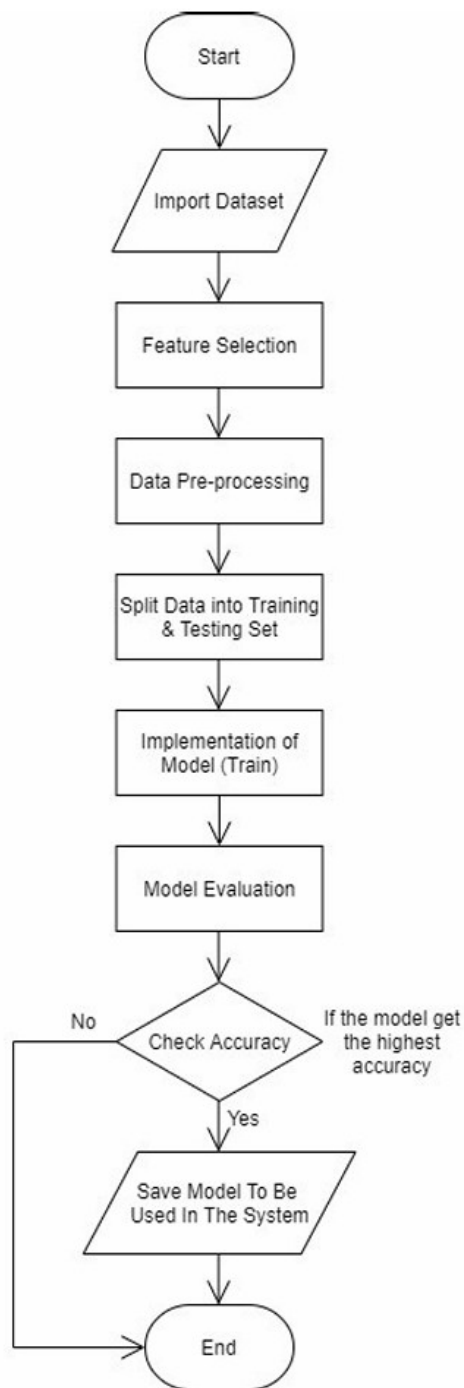 Start
Import Dataset
Feature Selection
Data Pre-processing
Split Data into Training
& Testing Set
Implementation of
Model (Train)
Model Evaluation
No
Check Accuracy
If the model get
the highest
accuracy
Yes
Save Model To Be
Used In The System
End